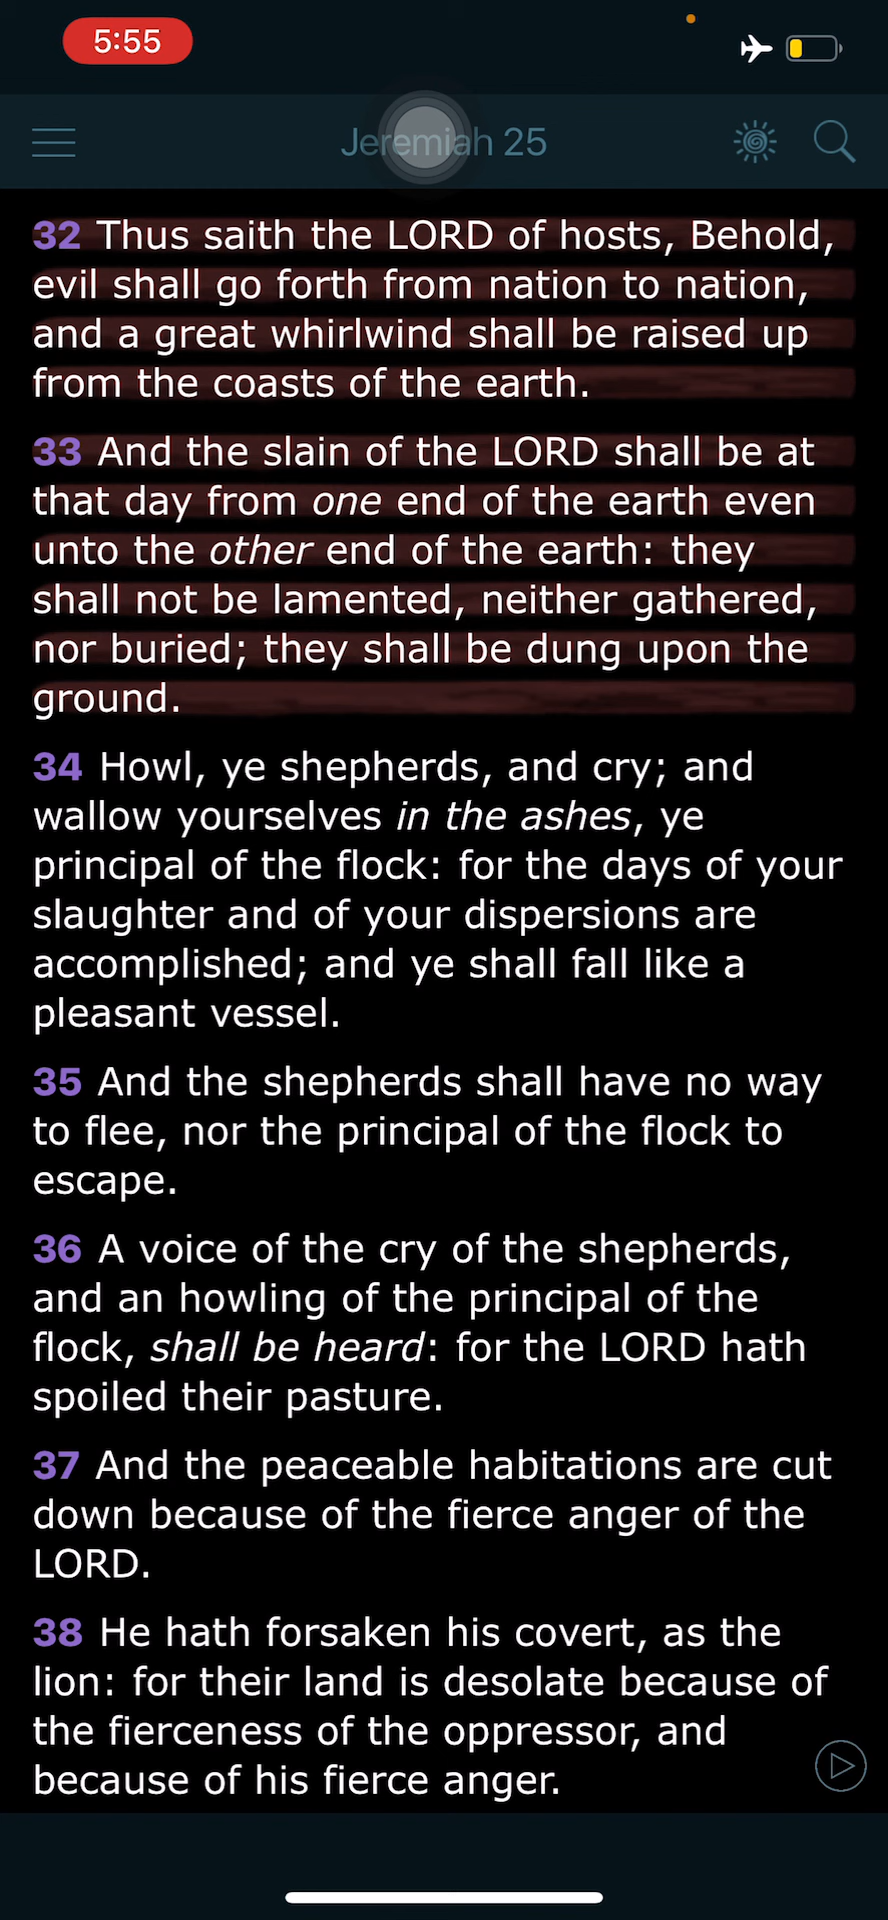 5:55
Jeremiah 25
32 Thus saith the LORD of hosts, Behold,
evil shall go forth from nation to nation,
and a great whirlwind shall be raised up
from the coasts of the earth.
33 And the slain of the LORD shall be at
that day from one end of the earth even
unto the other end of the earth: they
shall not be lamented, neither gathered,
nor buried; they shall be dung upon the
ground.
34 Howl, ye shepherds, and cry; and
wallow yourselves in the ashes, ye
principal of the flock: for the days of your
slaughter and of your dispersions are
accomplished; and ye shall fall like a
pleasant vessel.
35 And the shepherds shall have no way
to flee, nor the principal of the flock to
escape.
36 A voice of the cry of the shepherds,
and an howling of the principal of the
flock, shall be heard: for the LORD hath
spoiled their pasture.
37 And the peaceable habitations are cut
down because of the fierce anger of the
LORD.
38 He hath forsaken his covert, as the
lion: for their land is desolate because of
the fierceness of the oppressor, and
because of his fierce anger.